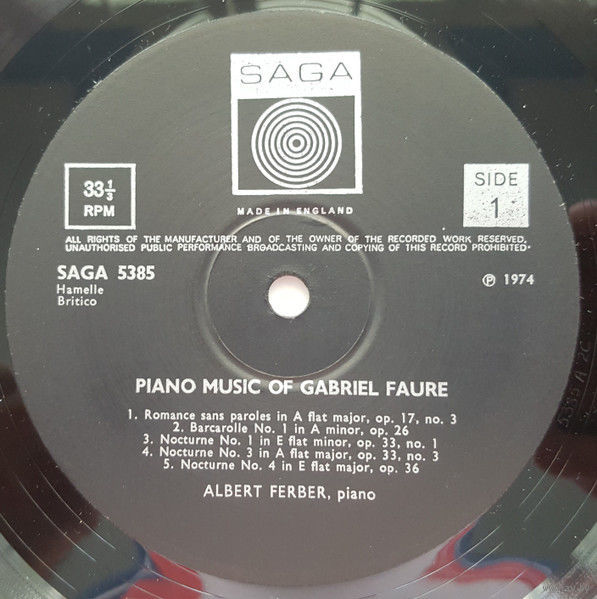 SAGA
33 1/3
RPM
SIDE
1
MADE IN ENGLAND
ALL RIGHTS OF THE MANUFACTURER AND OF THE OWNER OF THE RECORDED WORK RESERVED,
UNAUTHORISED PUBLIC PERFORMANCE BROADCASTING AND COPYING OF THIS RECORD PROHIBITED.
SAGA 5385
Hamelle
Britico
℗ 1974
PIANO MUSIC OF GABRIEL FAURE
1. Romance sans paroles in A flat major, op. 17, no. 3
2. Barcarolle No. 1 in A minor, op. 26
3. Nocturne No. 1 in E flat minor, op. 33, no. 1
4. Nocturne No. 3 in A flat major, op. 33, no. 3
5. Nocturne No. 4 in E flat major, op. 36
ALBERT FERBER, piano